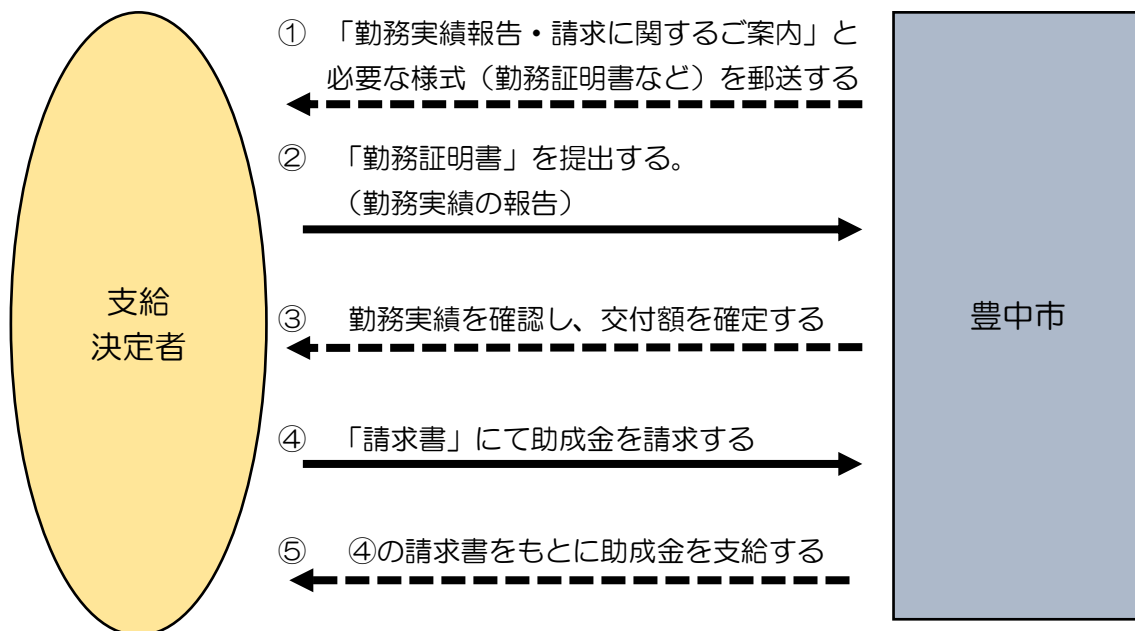 ① 「勤務実績報告・請求に関するご案内」と
必要な様式（勤務証明書など）を郵送する
② 「勤務証明書」を提出する。
（勤務実績の報告）
支給
決定者
③ 勤務実績を確認し、交付額を確定する
豊中市
④ 「請求書」にて助成金を請求する
⑤ ④の請求書をもとに助成金を支給する